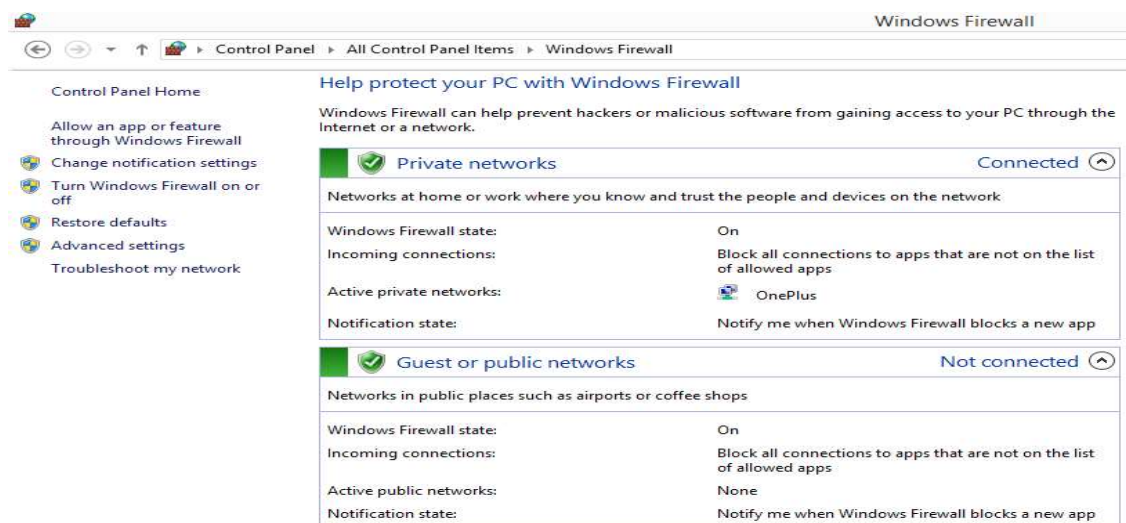 Windows Firewall
Control Panel
All Control Panel Items
Windows Firewall
Control Panel Home
Allow an app or feature
through Windows Firewall
Change notification settings
Turn Windows Firewall on or
off
Restore defaults
Advanced settings
Troubleshoot my network
Help protect your PC with Windows Firewall
Windows Firewall can help prevent hackers or malicious software from gaining access to your PC through the
Internet or a network.
Private networks Connected
Networks at home or work where you know and trust the people and devices on the network
Windows Firewall state: On
Incoming connections: Block all connections to apps that are not on the list
of allowed apps
Active private networks: OnePlus
Notification state: Notify me when Windows Firewall blocks a new app
Guest or public networks Not connected
Networks in public places such as airports or coffee shops
Windows Firewall state: On
Incoming connections: Block all connections to apps that are not on the list
of allowed apps
Active public networks: None
Notification state: Notify me when Windows Firewall blocks a new app